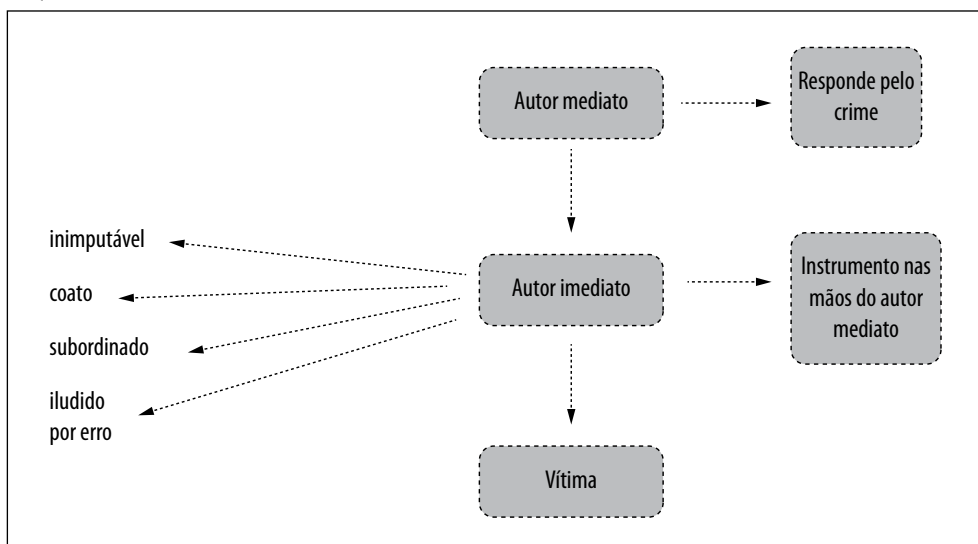 Autor mediato
Responde pelo
crime
inimputável
coato
subordinado
iludido
por erro
Autor imediato
Instrumento nas
mãos do autor
mediato
Vítima